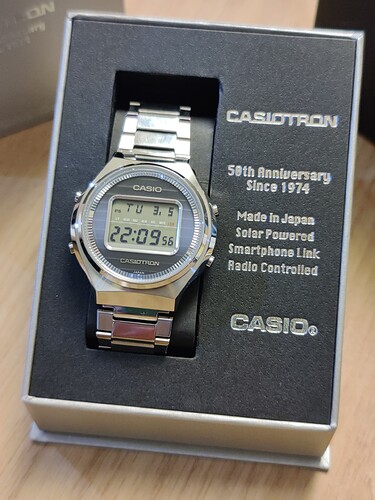 CASIOTRON
50th Anniversary
Since 1974
Made in Japan
Solar Powered
Smartphone Link
Radio Controlled
CASIO®
CASIO
PM TU 3. 5
22:09 56
CASIOTRON